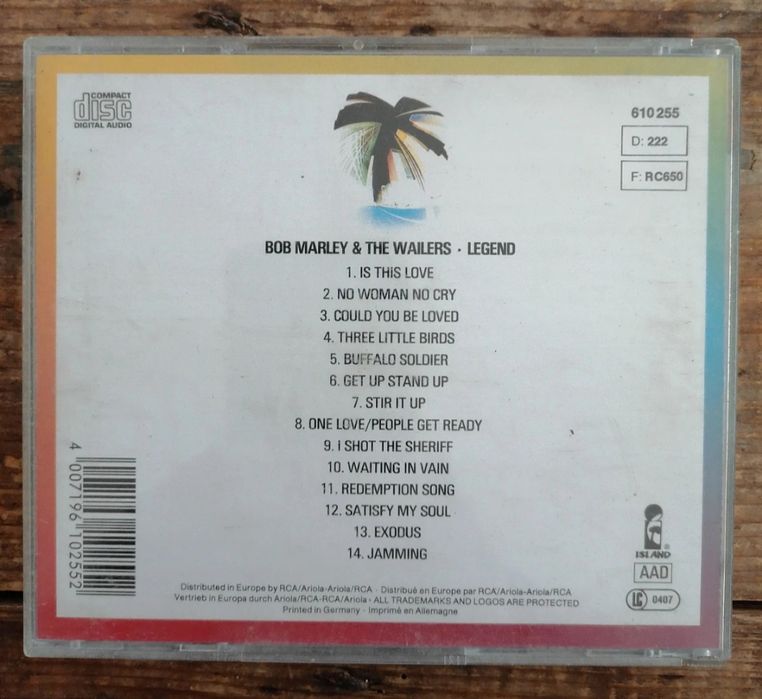 COMPACT
disc
DIGITAL AUDIO
610 255
D: 222
F: RC650
BOB MARLEY & THE WAILERS · LEGEND
1. IS THIS LOVE
2. NO WOMAN NO CRY
3. COULD YOU BE LOVED
4. THREE LITTLE BIRDS
5. BUFFALO SOLDIER
6. GET UP STAND UP
7. STIR IT UP
8. ONE LOVE/PEOPLE GET READY
9. I SHOT THE SHERIFF
10. WAITING IN VAIN
11. REDEMPTION SONG
12. SATISFY MY SOUL
13. EXODUS
14. JAMMING
4 007196 102552
ISLAND
AAD
LC 0407
Distributed in Europe by RCA/Ariola-Ariola/RCA · Distribué en Europe par RCA/Ariola-Ariola/RCA
Vertrieb in Europa durch Ariola/RCA-RCA/Ariola - ALL TRADEMARKS AND LOGOS ARE PROTECTED
Printed in Germany · Imprimé en Allemagne